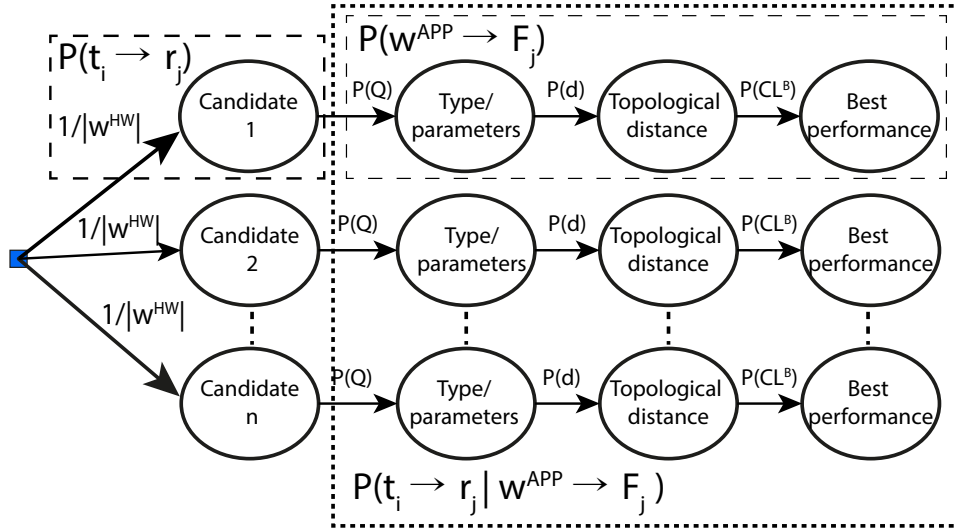 P(tᵢ → rⱼ)
P(wᴬᴾᴾ → Fⱼ)
1/|wᴴᵂ|
Candidate
1
P(Q)
Type/
parameters
P(d)
Topological
distance
P(CLᴮ)
Best
performance
1/|wᴴᵂ|
Candidate
2
P(Q)
Type/
parameters
P(d)
Topological
distance
P(CLᴮ)
Best
performance
1/|wᴴᵂ|
Candidate
n
P(Q)
Type/
parameters
P(d)
Topological
distance
P(CLᴮ)
Best
performance
P(tᵢ → rⱼ | wᴬᴾᴾ → Fⱼ )